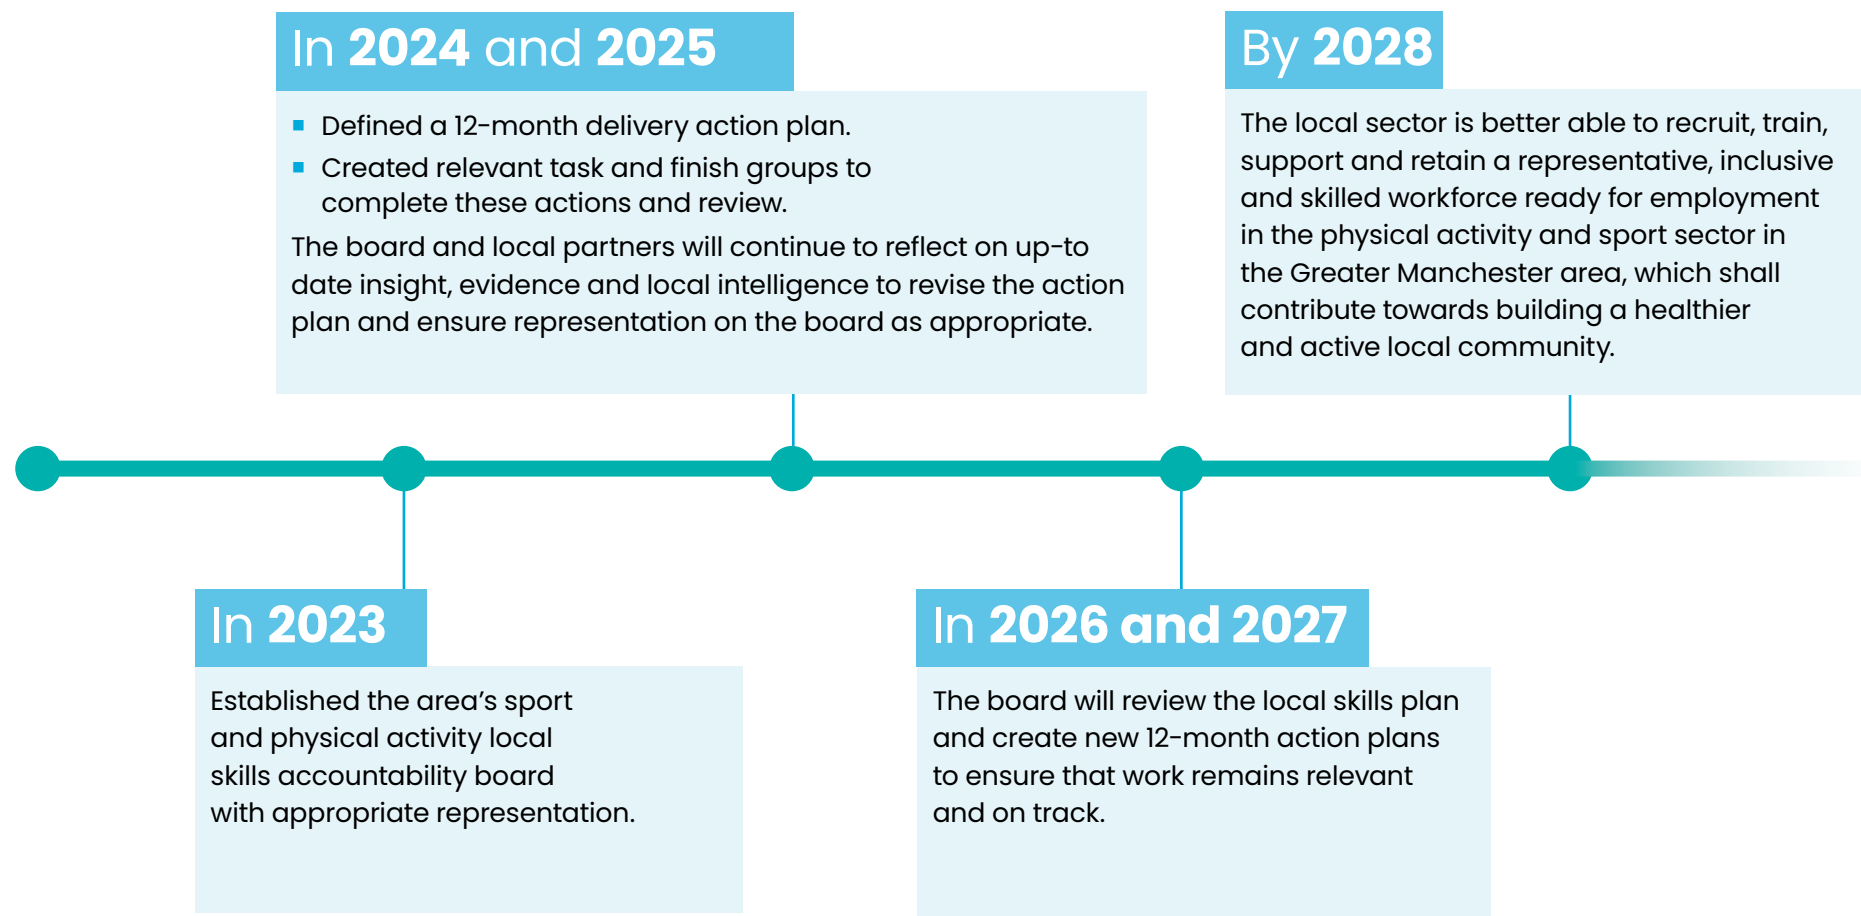 In 2024 and 2025
Defined a 12-month delivery action plan.
Created relevant task and finish groups to
complete these actions and review.
The board and local partners will continue to reflect on up-to
date insight, evidence and local intelligence to revise the action
plan and ensure representation on the board as appropriate.
By 2028
The local sector is better able to recruit, train,
support and retain a representative, inclusive
and skilled workforce ready for employment
in the physical activity and sport sector in
the Greater Manchester area, which shall
contribute towards building a healthier
and active local community.
In 2023
Established the area’s sport
and physical activity local
skills accountability board
with appropriate representation.
In 2026 and 2027
The board will review the local skills plan
and create new 12-month action plans
to ensure that work remains relevant
and on track.